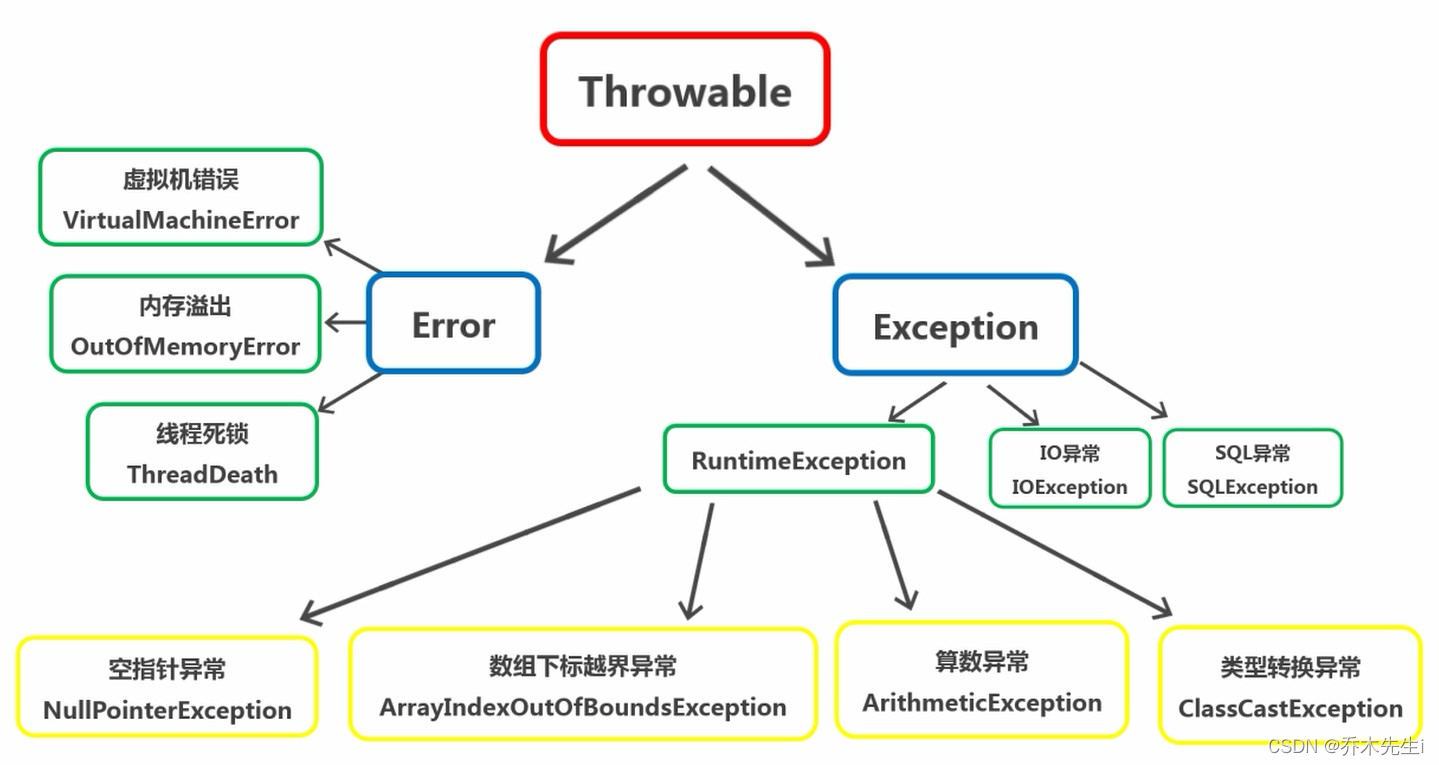 Throwable
虚拟机错误
VirtualMachineError
内存溢出
OutOfMemoryError
线程死锁
ThreadDeath
Error
Exception
RuntimeException
IO异常
IOException
SQL异常
SQLException
空指针异常
NullPointerException
数组下标越界异常
ArrayIndexOutOfBoundsException
算数异常
ArithmeticException
类型转换异常
ClassCastException
CSDN @乔木先生i